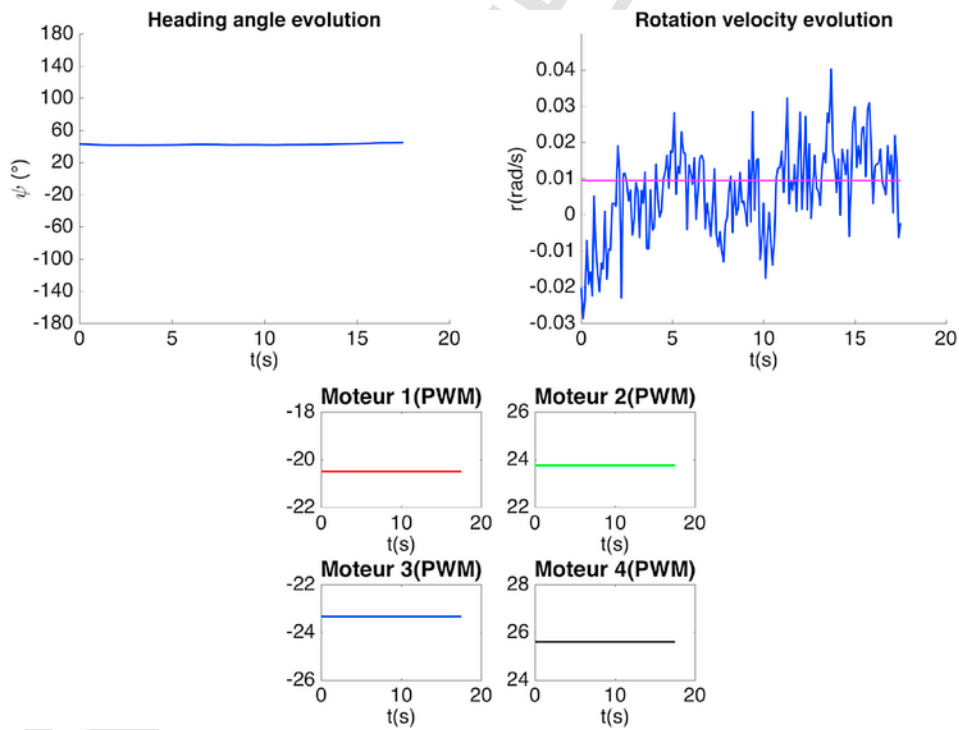 Heading angle evolution
180
140
100
60
20
-20
-60
-100
-140
-180
ψ (°)
0 5 10 15 20
t(s)
Rotation velocity evolution
0.04
0.03
0.02
0.01
0
-0.01
-0.02
-0.03
r(rad/s)
0 5 10 15 20
t(s)
Moteur 1(PWM)
-18
-20
-22
0 10 20
t(s)
Moteur 2(PWM)
26
24
22
0 10 20
t(s)
Moteur 3(PWM)
-22
-24
-26
0 10 20
t(s)
Moteur 4(PWM)
28
26
24
0 10 20
t(s)